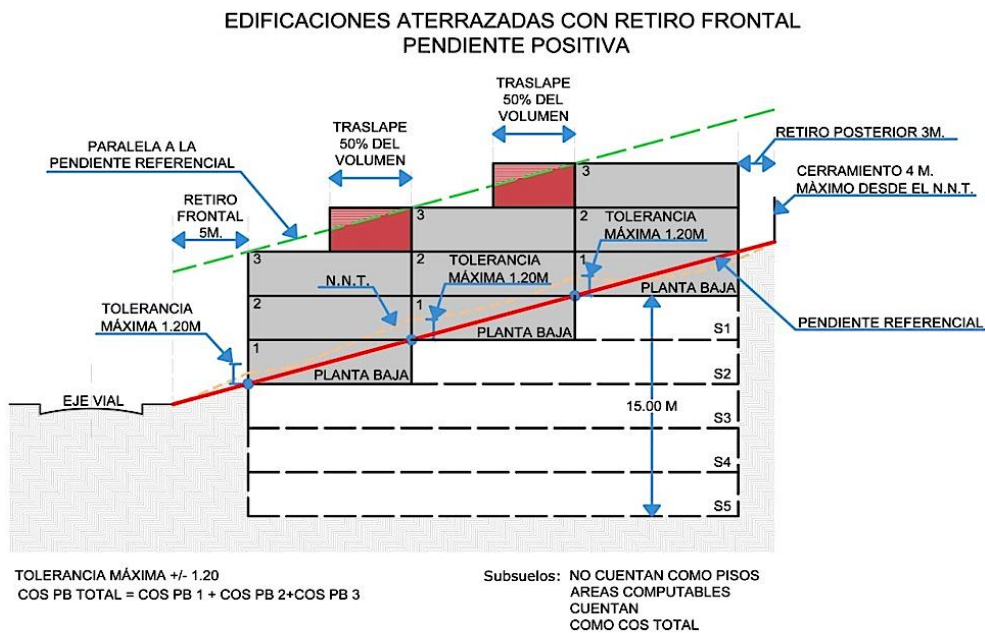 EDIFICACIONES ATERRAZADAS CON RETIRO FRONTAL
PENDIENTE POSITIVA
TRASLAPE
50% DEL
VOLUMEN
TRASLAPE
50% DEL
VOLUMEN
PARALELA A LA
PENDIENTE REFERENCIAL
RETIRO POSTERIOR 3M.
CERRAMIENTO 4 M.
MÀXIMO DESDE EL N.N.T.
RETIRO
FRONTAL
5M.
3
3
2
TOLERANCIA
MÁXIMA 1.20M
3
2
TOLERANCIA
MÁXIMA 1.20M
1
PLANTA BAJA
N.N.T.
TOLERANCIA
MÁXIMA 1.20M
2
1
PLANTA BAJA
S1
PENDIENTE REFERENCIAL
1
PLANTA BAJA
S2
EJE VIAL
15.00 M
S3
S4
S5
TOLERANCIA MÁXIMA +/- 1.20
COS PB TOTAL = COS PB 1 + COS PB 2+COS PB 3
Subsuelos: NO CUENTAN COMO PISOS
AREAS COMPUTABLES
CUENTAN
COMO COS TOTAL